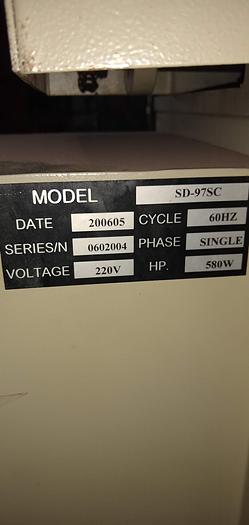 MODEL SD-97SC
DATE 200605 CYCLE 60HZ
SERIES/N 0602004 PHASE SINGLE
VOLTAGE 220V HP. 580W